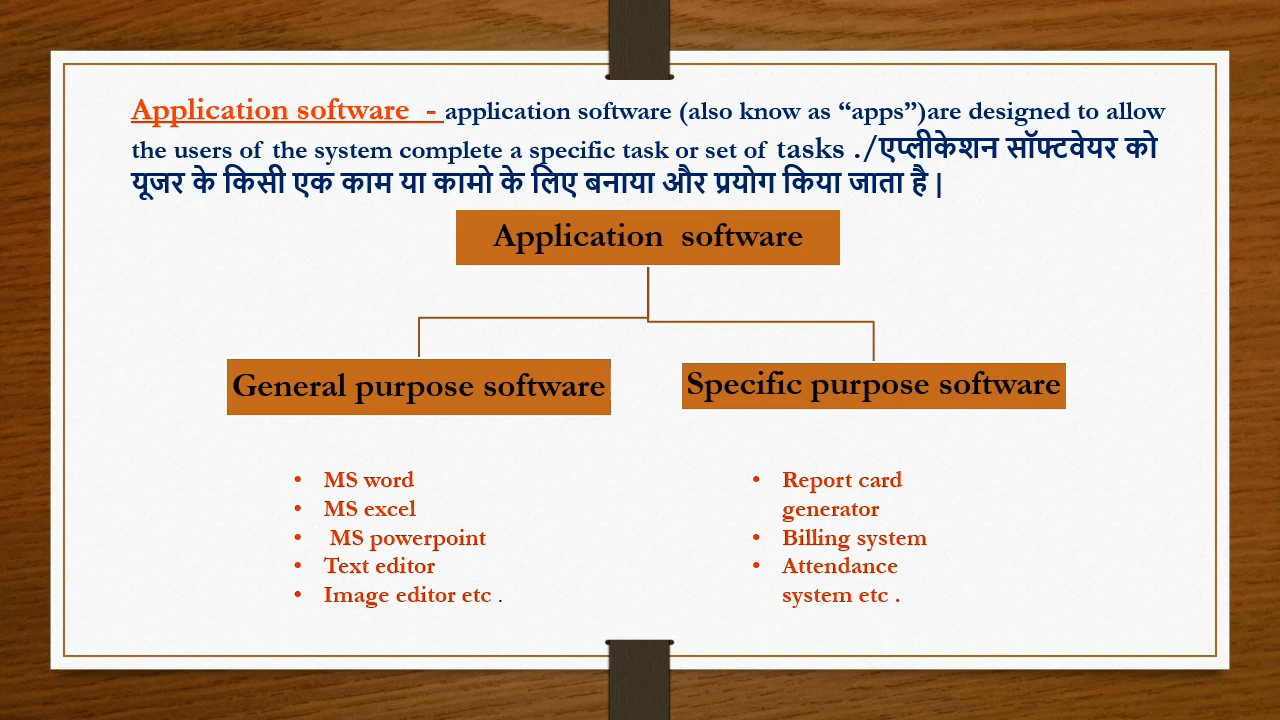 Application software - application software (also know as “apps”)are designed to allow
the users of the system complete a specific task or set of tasks ./एप्लीकेशन सॉफ्टवेयर को
यूजर के किसी एक काम या कामो के लिए बनाया और प्रयोग किया जाता है |
Application software
General purpose software
Specific purpose software
• MS word
• MS excel
• MS powerpoint
• Text editor
• Image editor etc .
• Report card
generator
• Billing system
• Attendance
system etc .